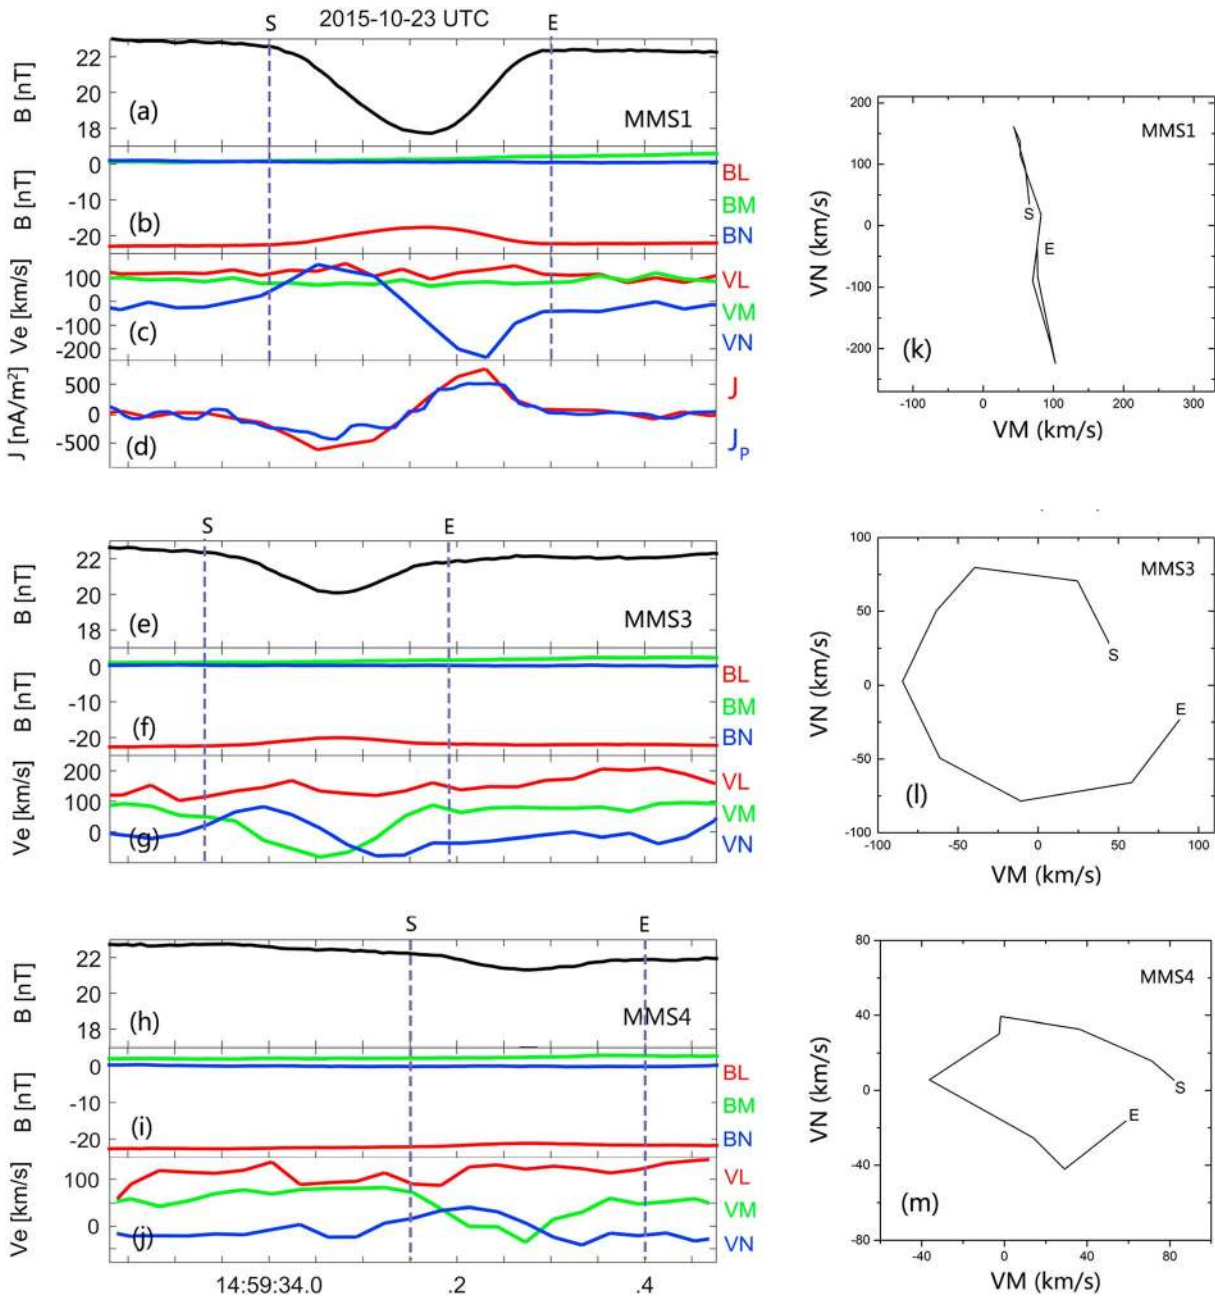 2015-10-23 UTC
S
E
B [nT]
22
20
18
(a)
MMS1
B [nT]
0
-10
-20
(b)
BL
BM
BN
Ve [km/s]
100
0
-100
-200
(c)
VL
VM
VN
J [nA/m²]
500
0
-500
(d)
J
J_P
VN (km/s)
200
100
0
-100
-200
MMS1
S
E
(k)
-100
0
100
200
300
VM (km/s)
S
E
B [nT]
22
20
18
(e)
MMS3
B [nT]
0
-10
-20
(f)
BL
BM
BN
Ve [km/s]
200
100
0
(g)
VL
VM
VN
VN (km/s)
100
50
0
-50
-100
MMS3
S
E
(l)
-100
-50
0
50
100
VM (km/s)
S
E
B [nT]
22
22
18
(h)
MMS4
B [nT]
0
-10
-20
(i)
BL
BM
BN
Ve [km/s]
100
0
(j)
VL
VM
VN
14:59:34.0
.2
.4
VN (km/s)
80
40
0
-40
-80
MMS4
S
E
(m)
-40
0
40
80
VM (km/s)